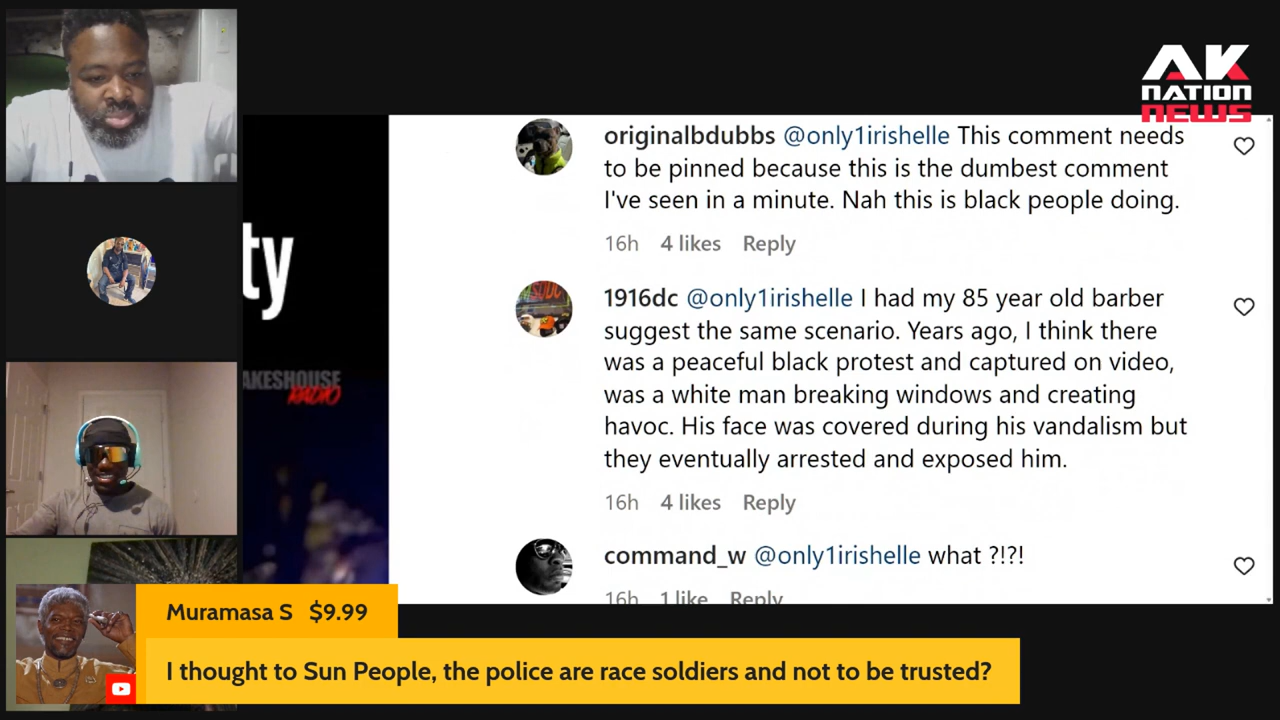 AK
NATION
NEWS
originalbdubbs @only1irishelle This comment needs
to be pinned because this is the dumbest comment
I've seen in a minute. Nah this is black people doing.
16h 4 likes Reply
ty
1916dc @only1irishelle I had my 85 year old barber
suggest the same scenario. Years ago, I think there
was a peaceful black protest and captured on video,
was a white man breaking windows and creating
havoc. His face was covered during his vandalism but
they eventually arrested and exposed him.
AKESHOUSE
RADIO
16h 4 likes Reply
command_w @only1irishelle what ?!?!
16h 1 like Reply
Muramasa S $9.99
I thought to Sun People, the police are race soldiers and not to be trusted?